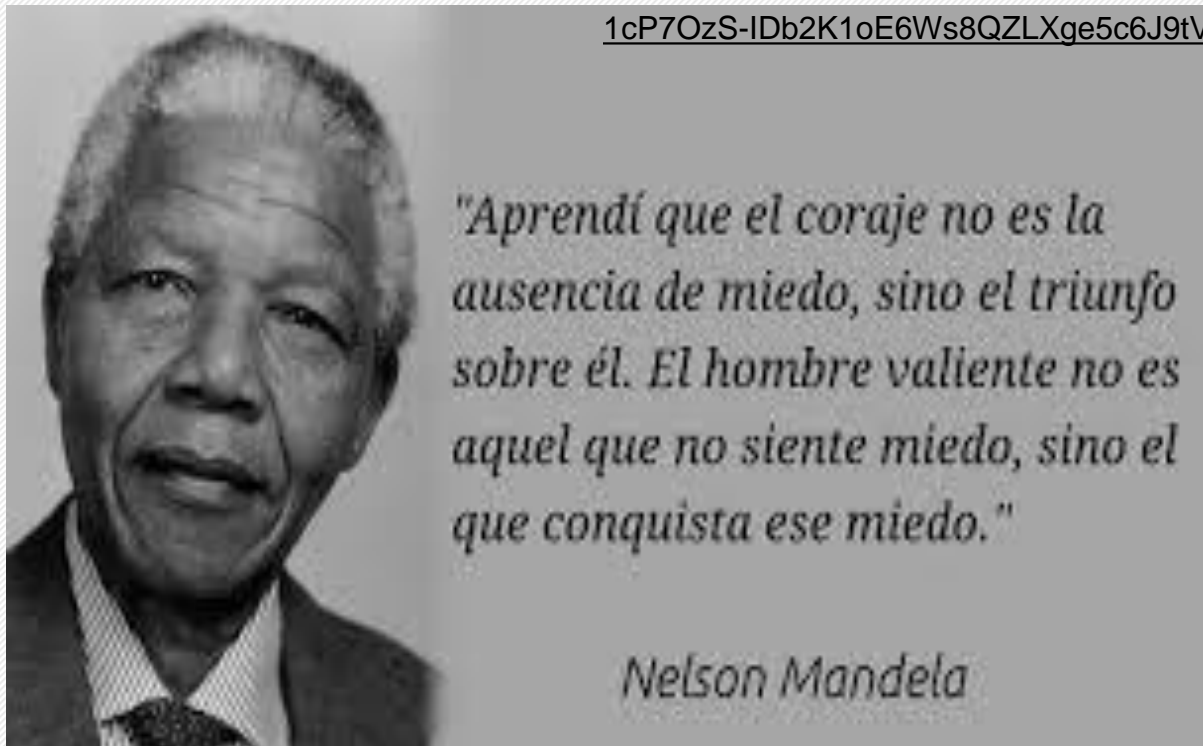 1cP7OzS-IDb2K1oE6Ws8QZLXge5c6J9tV
"Aprendí que el coraje no es la
ausencia de miedo, sino el triunfo
sobre él. El hombre valiente no es
aquel que no siente miedo, sino el
que conquista ese miedo."
Nelson Mandela